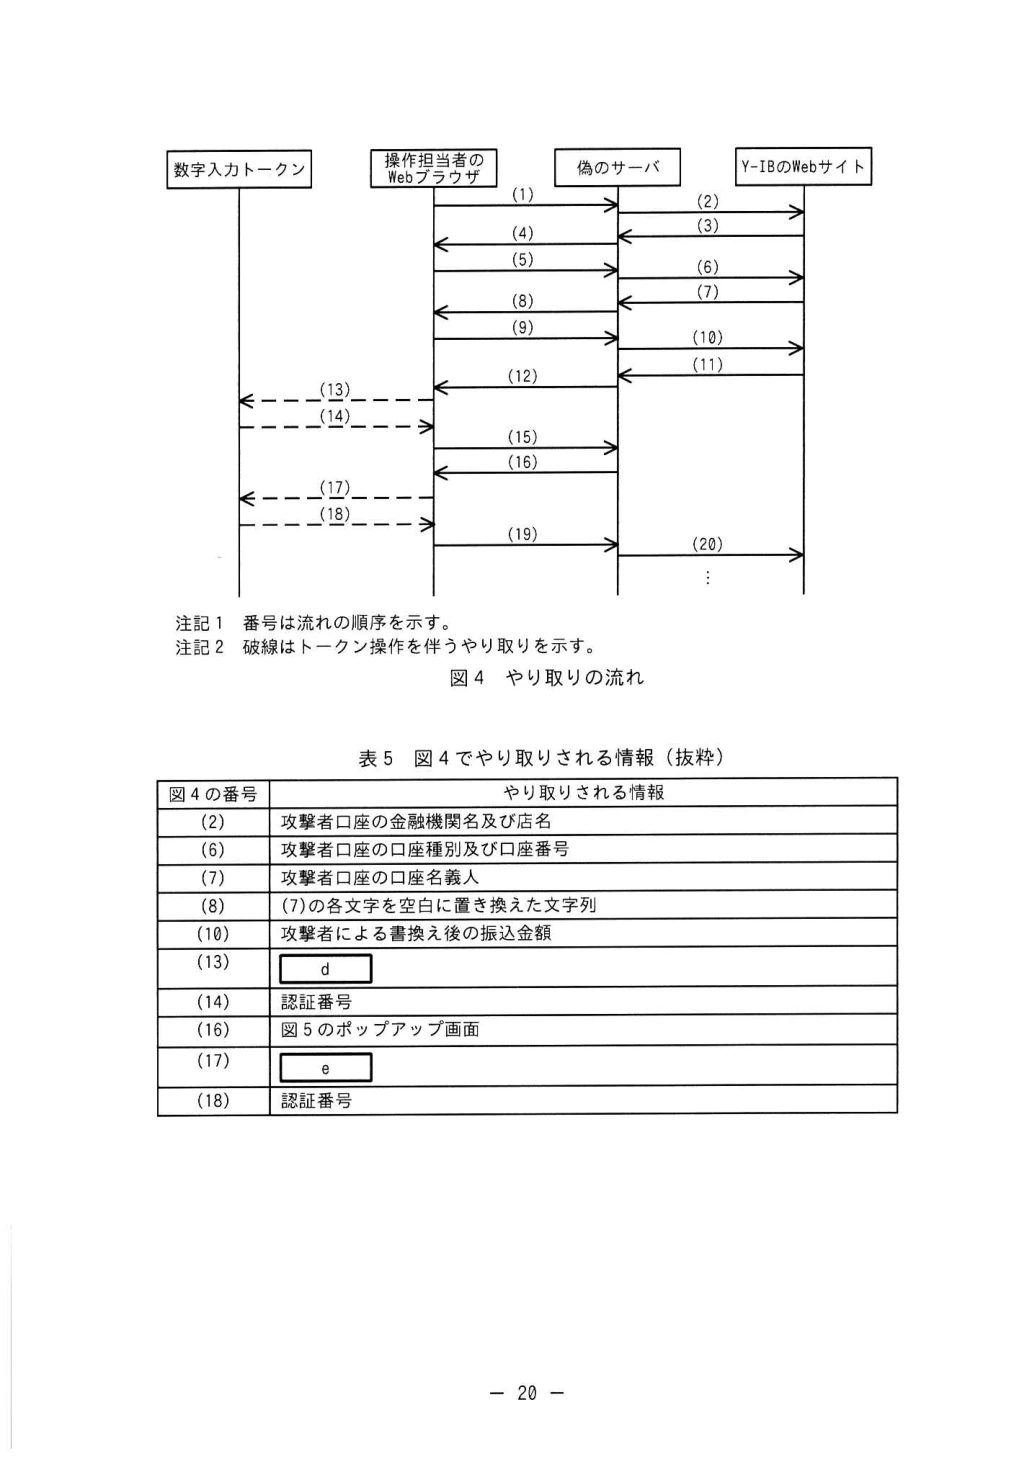 数字入力トークン
操作担当者の
Webブラウザ
偽のサーバ
Y-IBのWebサイト
(1)
(2)
(3)
(4)
(5)
(6)
(7)
(8)
(9)
(10)
(11)
(12)
(13)
(14)
(15)
(16)
(17)
(18)
(19)
(20)
⋮
注記1 番号は流れの順序を示す。
注記2 破線はトークン操作を伴うやり取りを示す。
図4 やり取りの流れ
表5 図4でやり取りされる情報（抜粋）
図4の番号 やり取りされる情報
(2) 攻撃者口座の金融機関名及び店名
(6) 攻撃者口座の口座種別及び口座番号
(7) 攻撃者口座の口座名義人
(8) (7)の各文字を空白に置き換えた文字列
(10) 攻撃者による書換え後の振込金額
(13) d
(14) 認証番号
(16) 図5のポップアップ画面
(17) e
(18) 認証番号
— 20 —